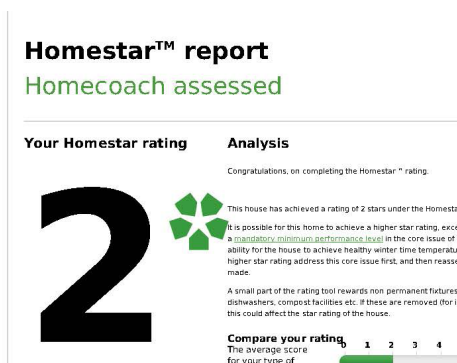 Homestar™ report
Homecoach assessed
Your Homestar rating
Analysis
Congratulations, on completing the Homestar ™ rating.
2
This house has achieved a rating of 2 stars under the Homesta
It is possible for this home to achieve a higher star rating, exce
a mandatory minimum performance level in the core issue of
ability for the house to achieve healthy winter time temperatu
higher star rating address this core issue first, and then reasse
made.
A small part of the rating tool rewards non permanent fixtures
dishwashers, compost facilities etc. If these are removed (for i
this could affect the star rating of the house.
Compare your rating
The average score
for your type of
0 1 2 3 4